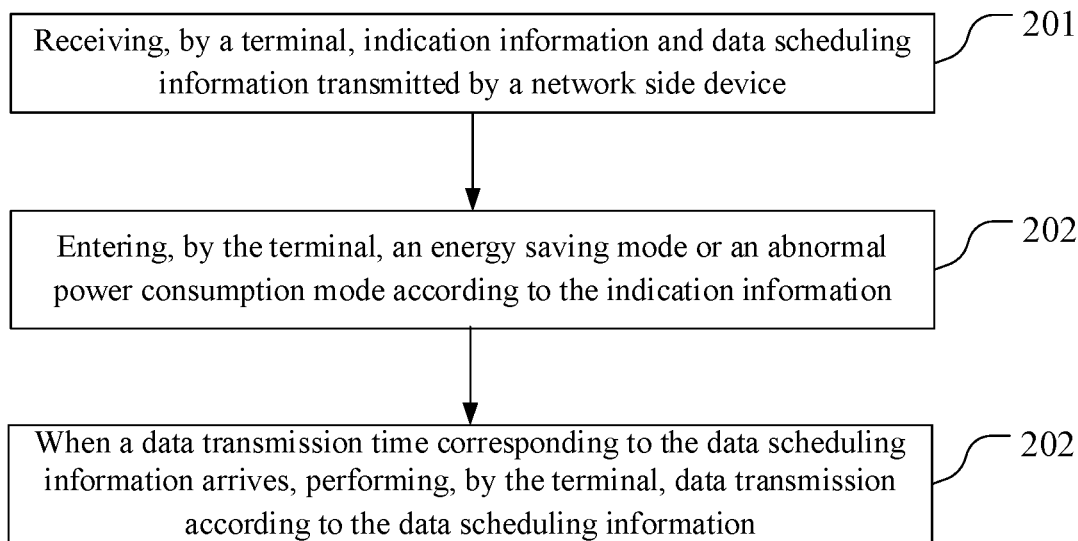 Receiving, by a terminal, indication information and data scheduling
information transmitted by a network side device
201
Entering, by the terminal, an energy saving mode or an abnormal
power consumption mode according to the indication information
202
When a data transmission time corresponding to the data scheduling
information arrives, performing, by the terminal, data transmission
according to the data scheduling information
202